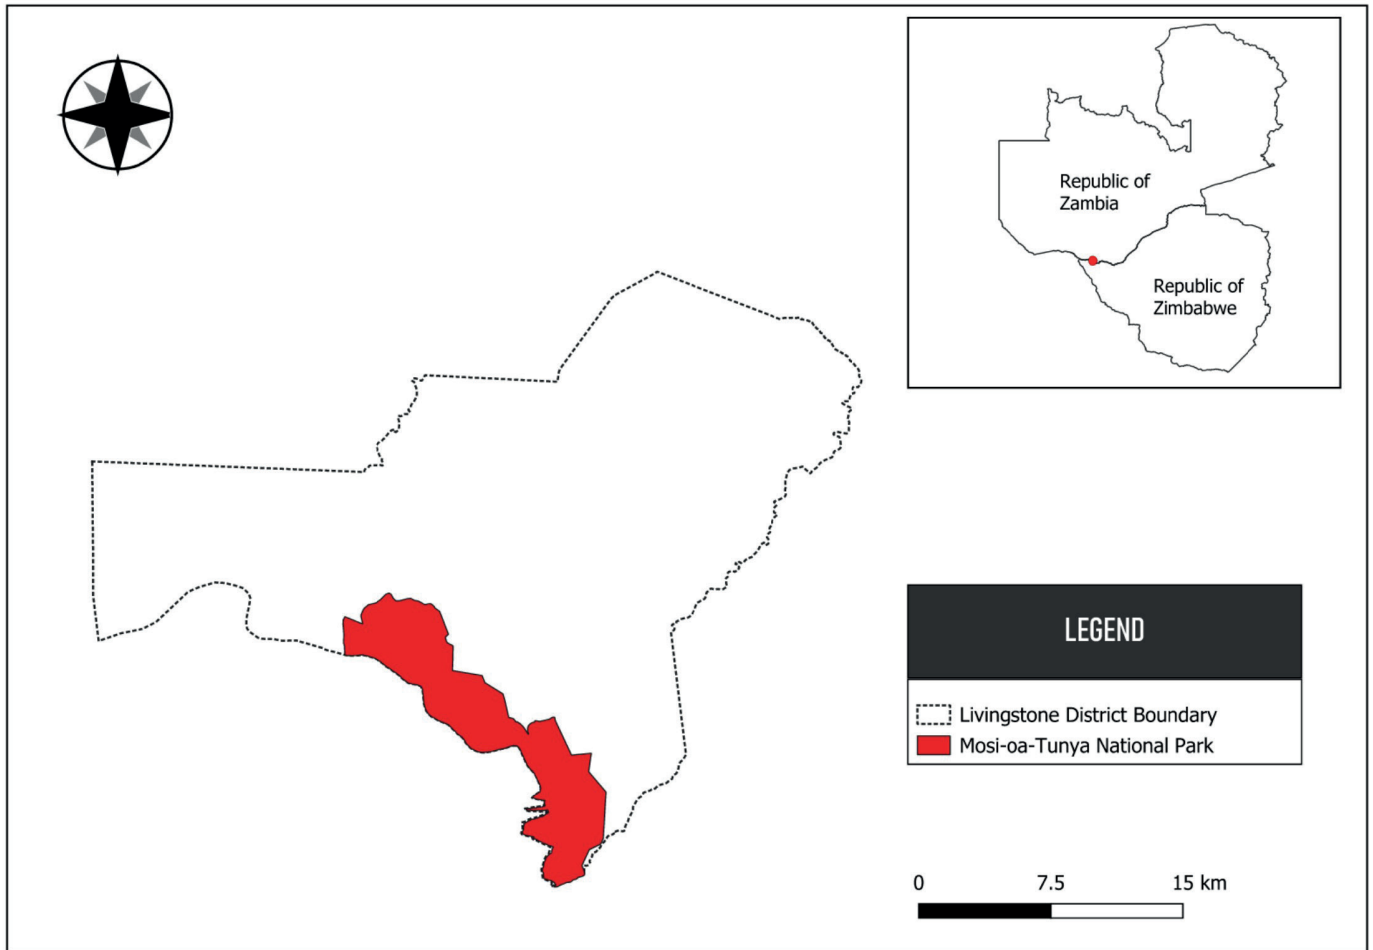 Republic of
Zambia
Republic of
Zimbabwe
LEGEND
Livingstone District Boundary
Mosi-oa-Tunya National Park
0 7.5 15 km